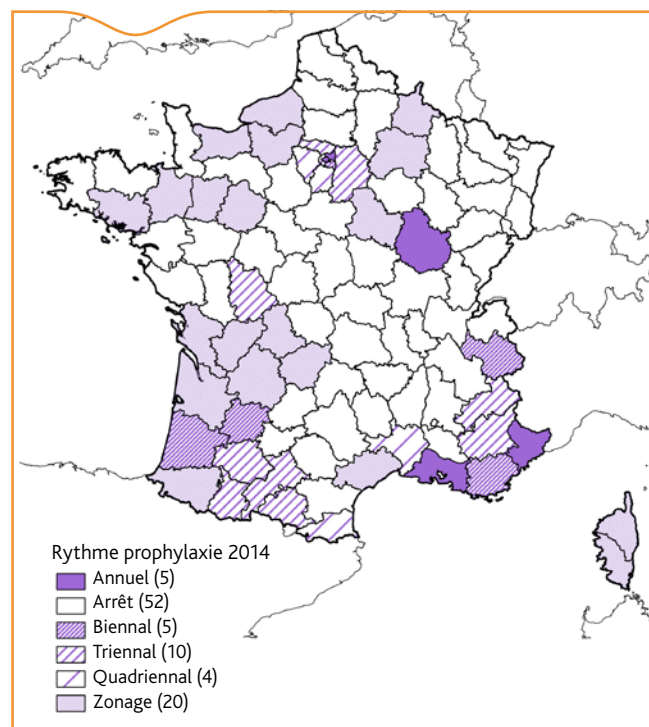 Rythme prophylaxie 2014
Annuel (5)
Arrêt (52)
Biennal (5)
Triennal (10)
Quadriennal (4)
Zonage (20)